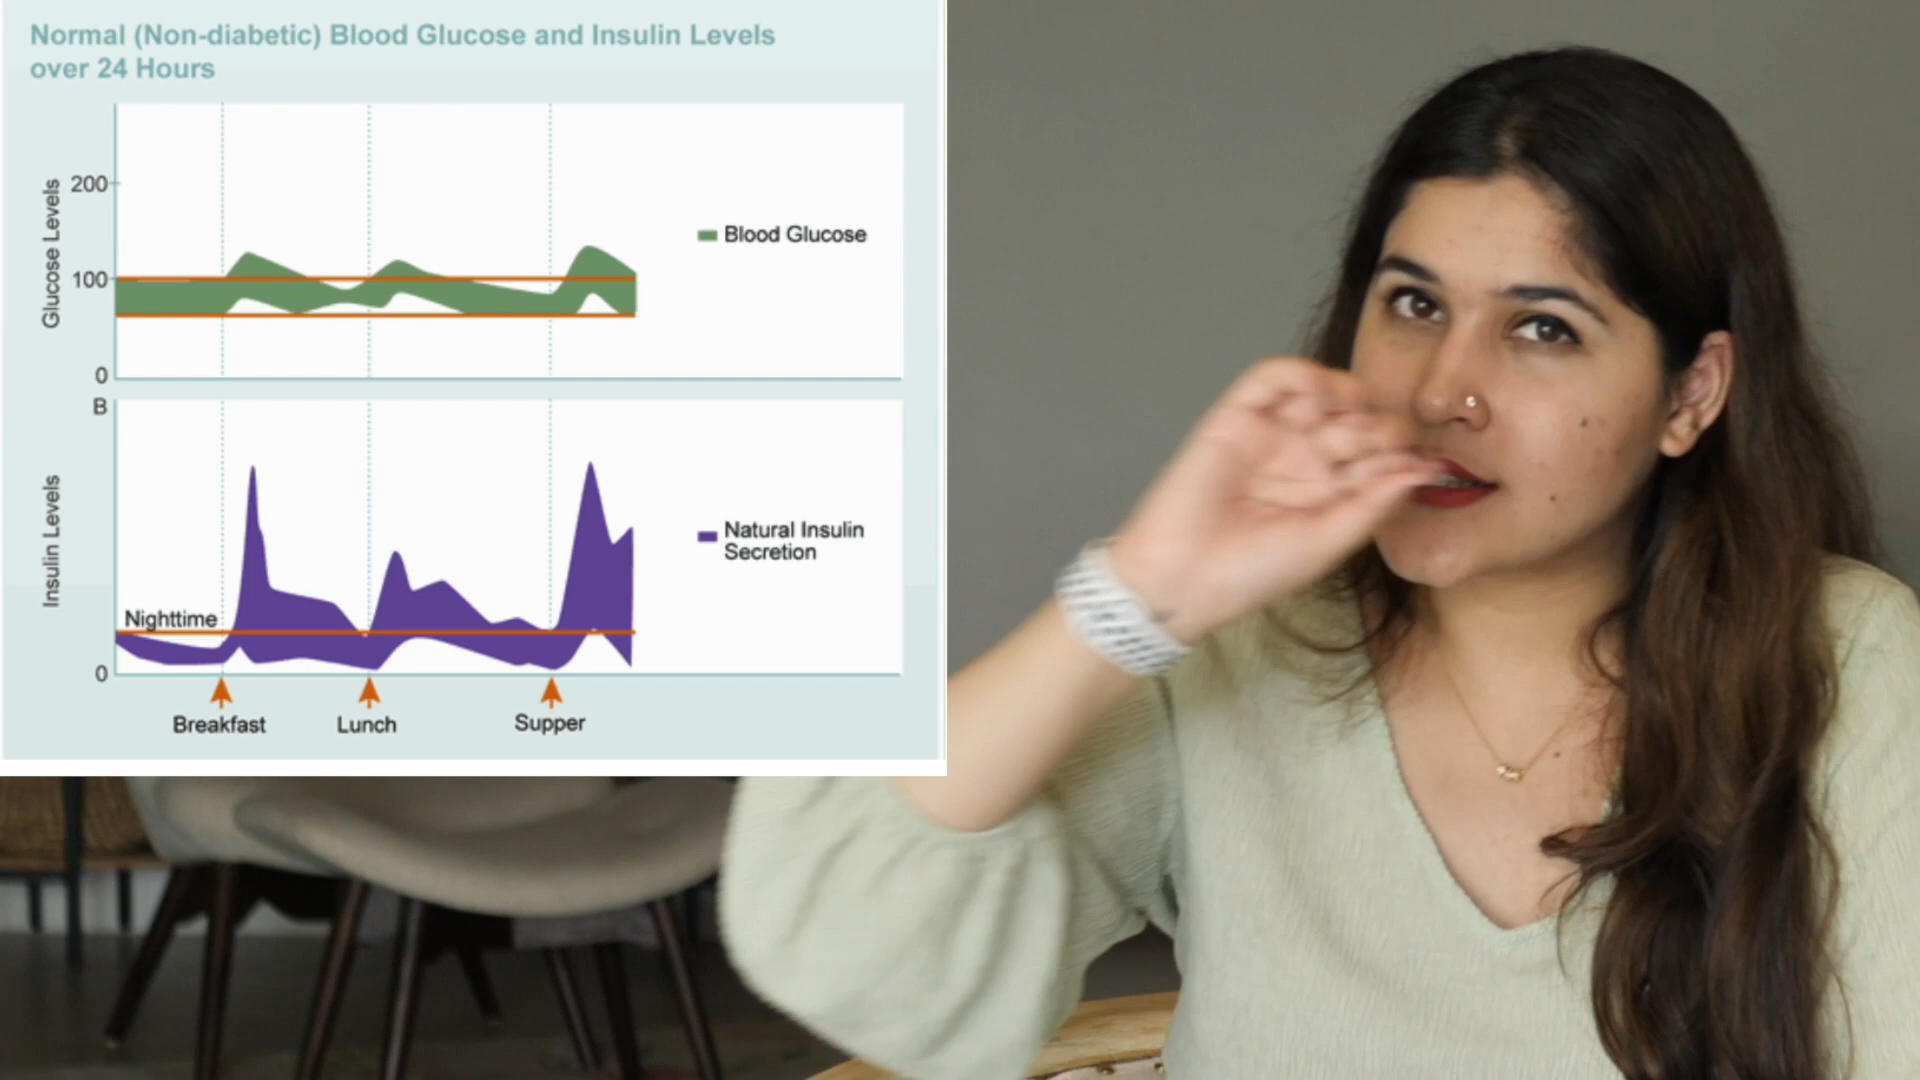 Normal (Non-diabetic) Blood Glucose and Insulin Levels
over 24 Hours
Glucose Levels
200
100
0
Blood Glucose
B
Insulin Levels
0
Nighttime
Natural Insulin
Secretion
Breakfast
Lunch
Supper